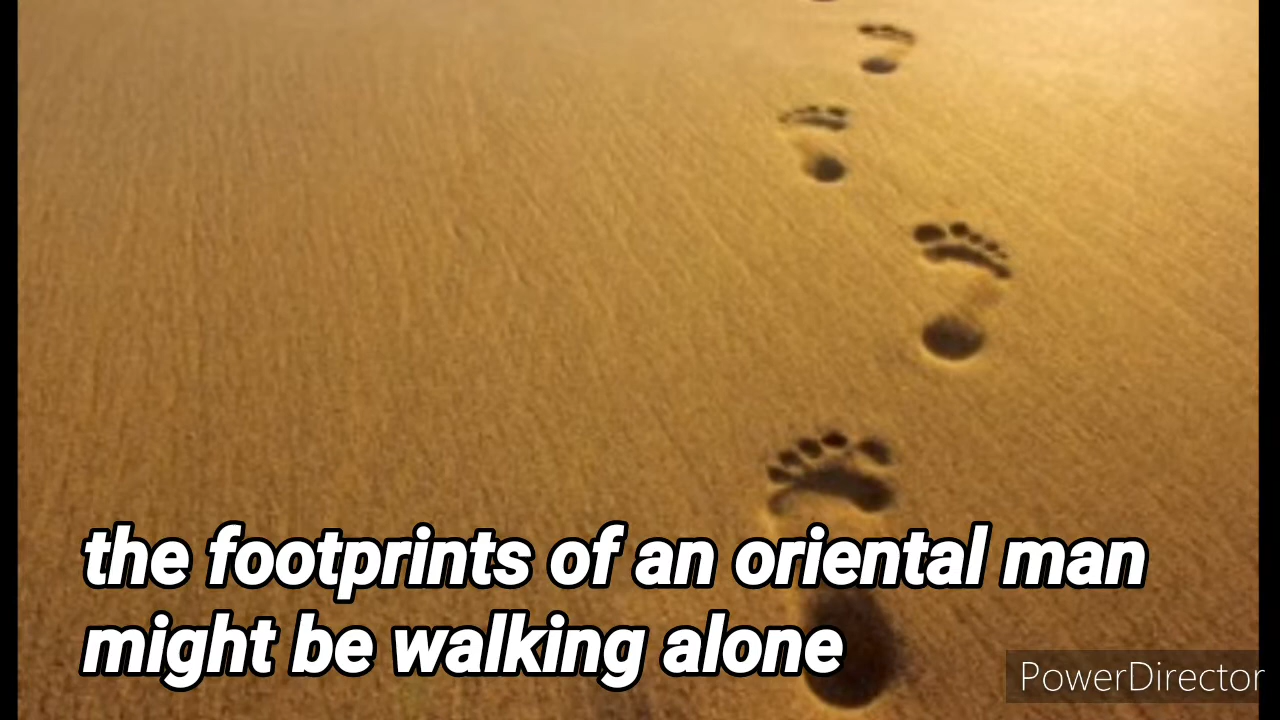 the footprints of an oriental man
might be walking alone
PowerDirector